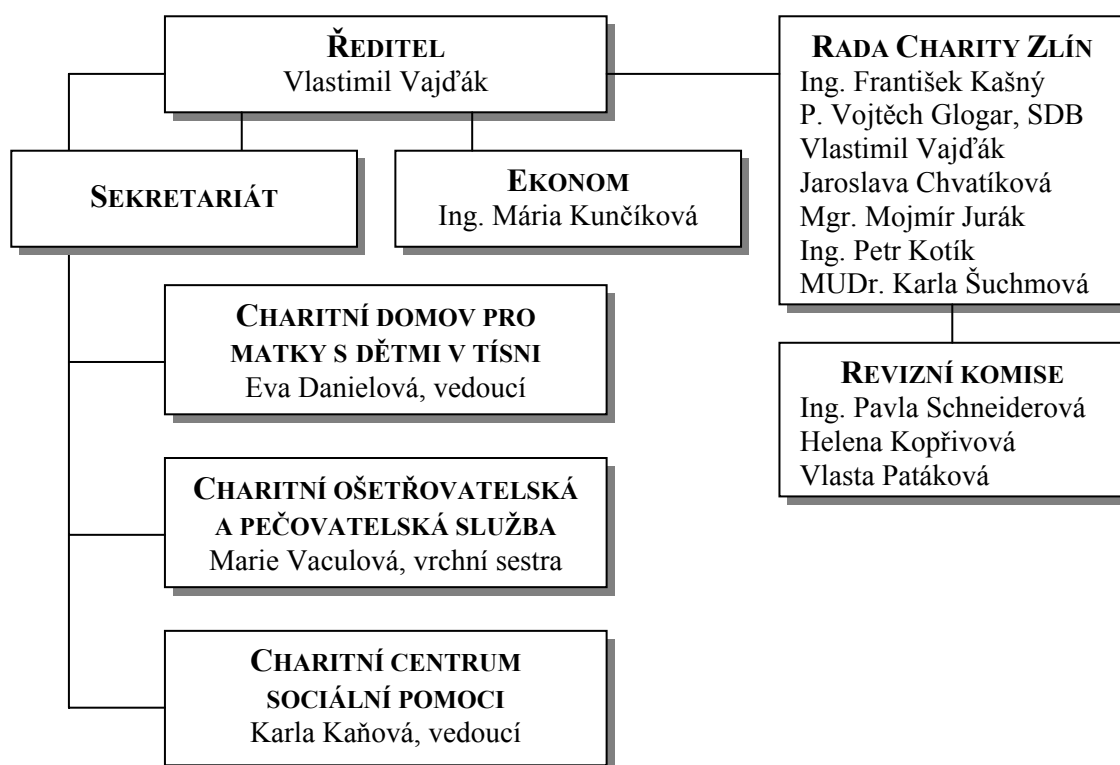 ŘEDITEL
Vlastimil Vajďák
RADA CHARITY ZLÍN
Ing. František Kašný
P. Vojtěch Glogar, SDB
Vlastimil Vajďák
Jaroslava Chvatíková
Mgr. Mojmír Jurák
Ing. Petr Kotík
MUDr. Karla Šuchmová
SEKRETARIÁT
EKONOM
Ing. Mária Kunčíková
CHARITNÍ DOMOV PRO
MATKY S DĚTMI V TÍSNI
Eva Danielová, vedoucí
REVIZNÍ KOMISE
Ing. Pavla Schneiderová
Helena Kopřivová
Vlasta Patáková
CHARITNÍ OŠETŘOVATELSKÁ
A PEČOVATELSKÁ SLUŽBA
Marie Vaculová, vrchní sestra
CHARITNÍ CENTRUM
SOCIÁLNÍ POMOCI
Karla Kaňová, vedoucí